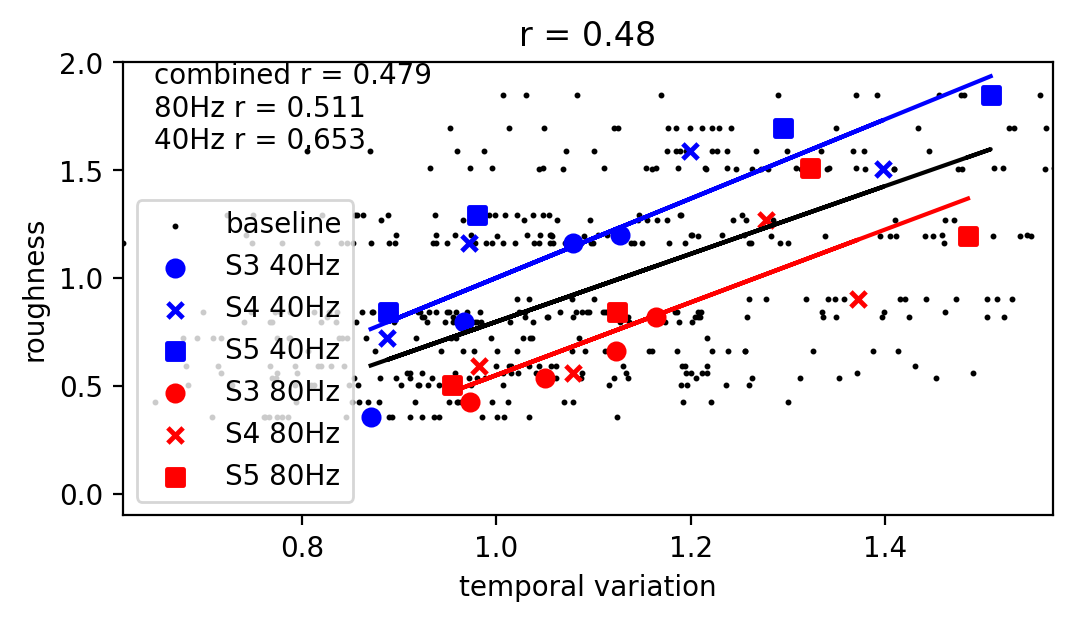 r = 0.48
combined r = 0.479
80Hz r = 0.511
40Hz r = 0.653
baseline
S3 40Hz
S4 40Hz
S5 40Hz
S3 80Hz
S4 80Hz
S5 80Hz
roughness
2.0
1.5
1.0
0.5
0.0
0.8 1.0 1.2 1.4
temporal variation